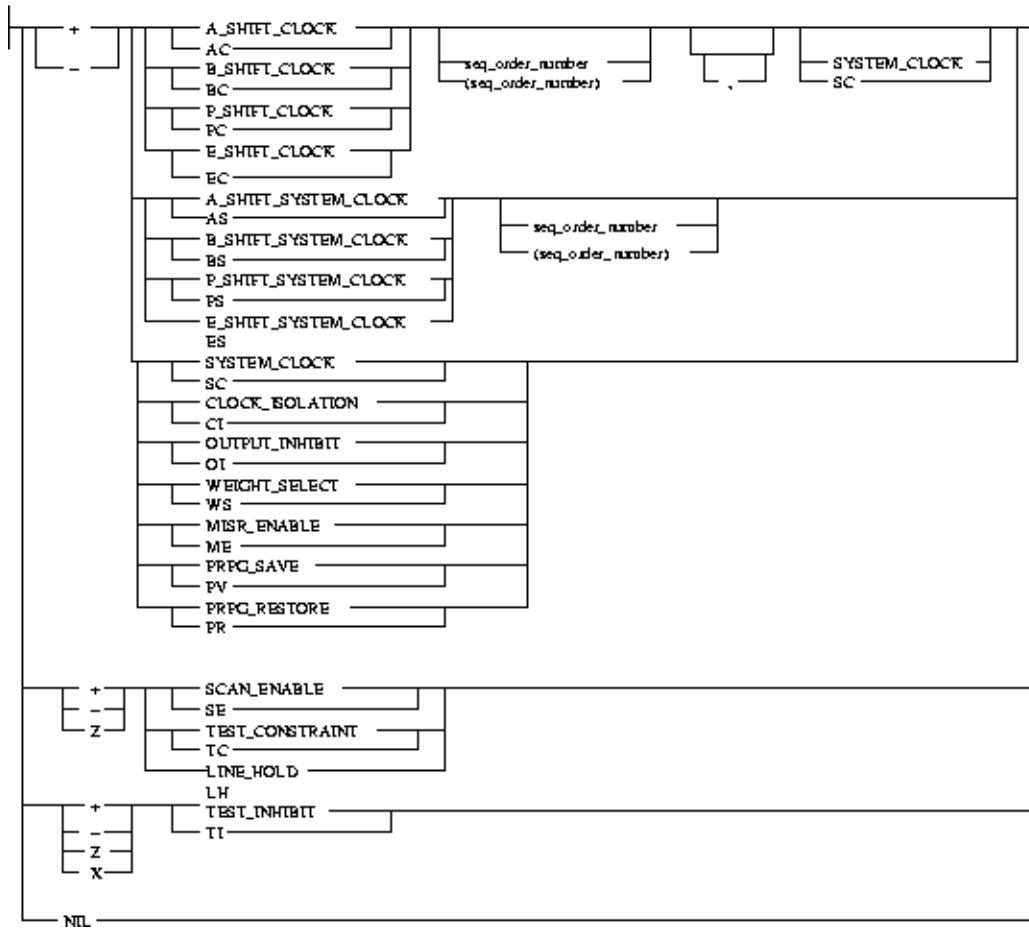 + A_SHIFT_CLOCK
- AC
B_SHIFT_CLOCK seq_order_number SYSTEM_CLOCK
BC (seq_order_number) , SC
P_SHIFT_CLOCK
PC
E_SHIFT_CLOCK
EC
A_SHIFT_SYSTEM_CLOCK
AS seq_order_number
B_SHIFT_SYSTEM_CLOCK
BS (seq_order_number)
P_SHIFT_SYSTEM_CLOCK
PS
E_SHIFT_SYSTEM_CLOCK
ES
SYSTEM_CLOCK
SC
CLOCK_ISOLATION
CI
OUTPUT_INHIBIT
OI
WEIGHT_SELECT
WS
MISR_ENABLE
ME
PRPG_SAVE
PV
PRPG_RESTORE
PR
+ SCAN_ENABLE
- SE
Z TEST_CONSTRAINT
TC
LINE_HOLD
LH
+ TEST_INHIBIT
- TI
Z
X
NIL